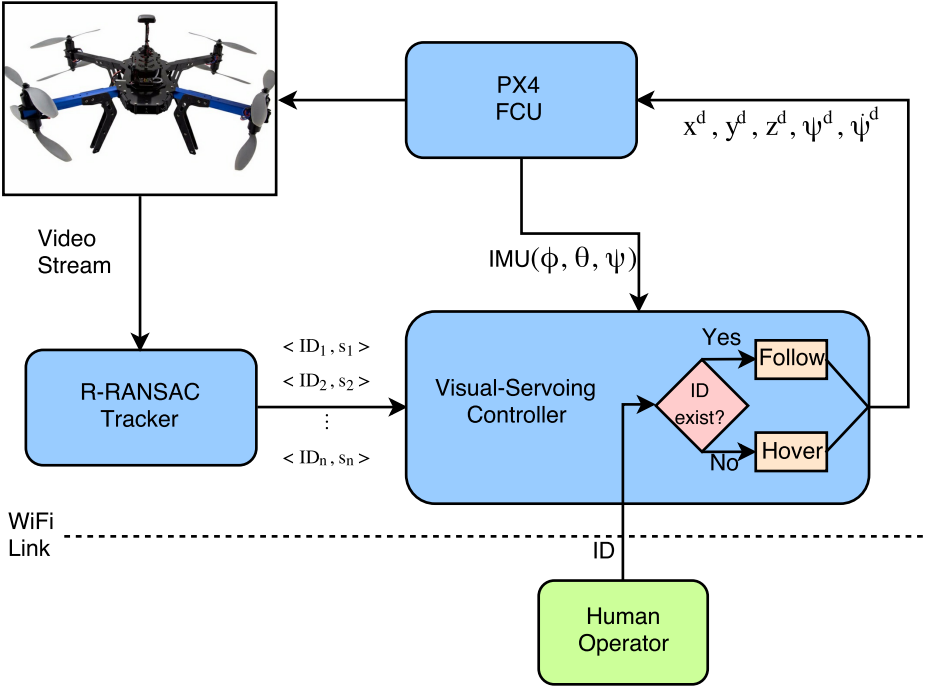 PX4
FCU
x^d , y^d , z^d , ψ^d , ψ̇^d
Video
Stream
IMU(ϕ, θ, ψ)
R-RANSAC
Tracker
< ID₁ , s₁ >
< ID₂ , s₂ >
⋮
< IDₙ , sₙ >
Visual-Servoing
Controller
ID
exist?
Yes
Follow
No
Hover
WiFi
Link
ID
Human
Operator